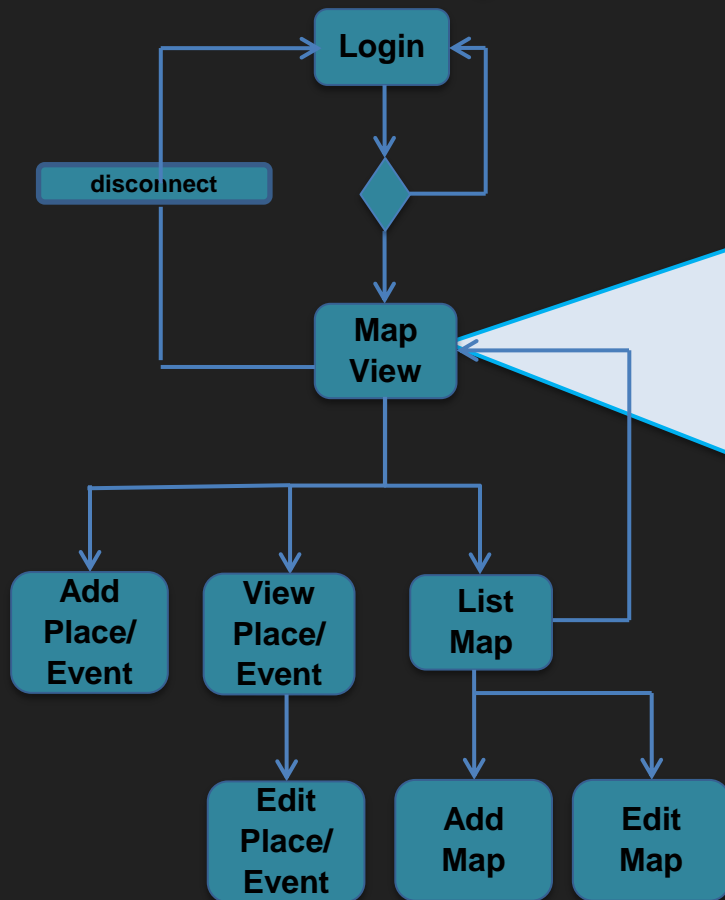 Login
disconnect
Map
View
Add
Place/
Event
View
Place/
Event
List
Map
Edit
Place/
Event
Add
Map
Edit
Map